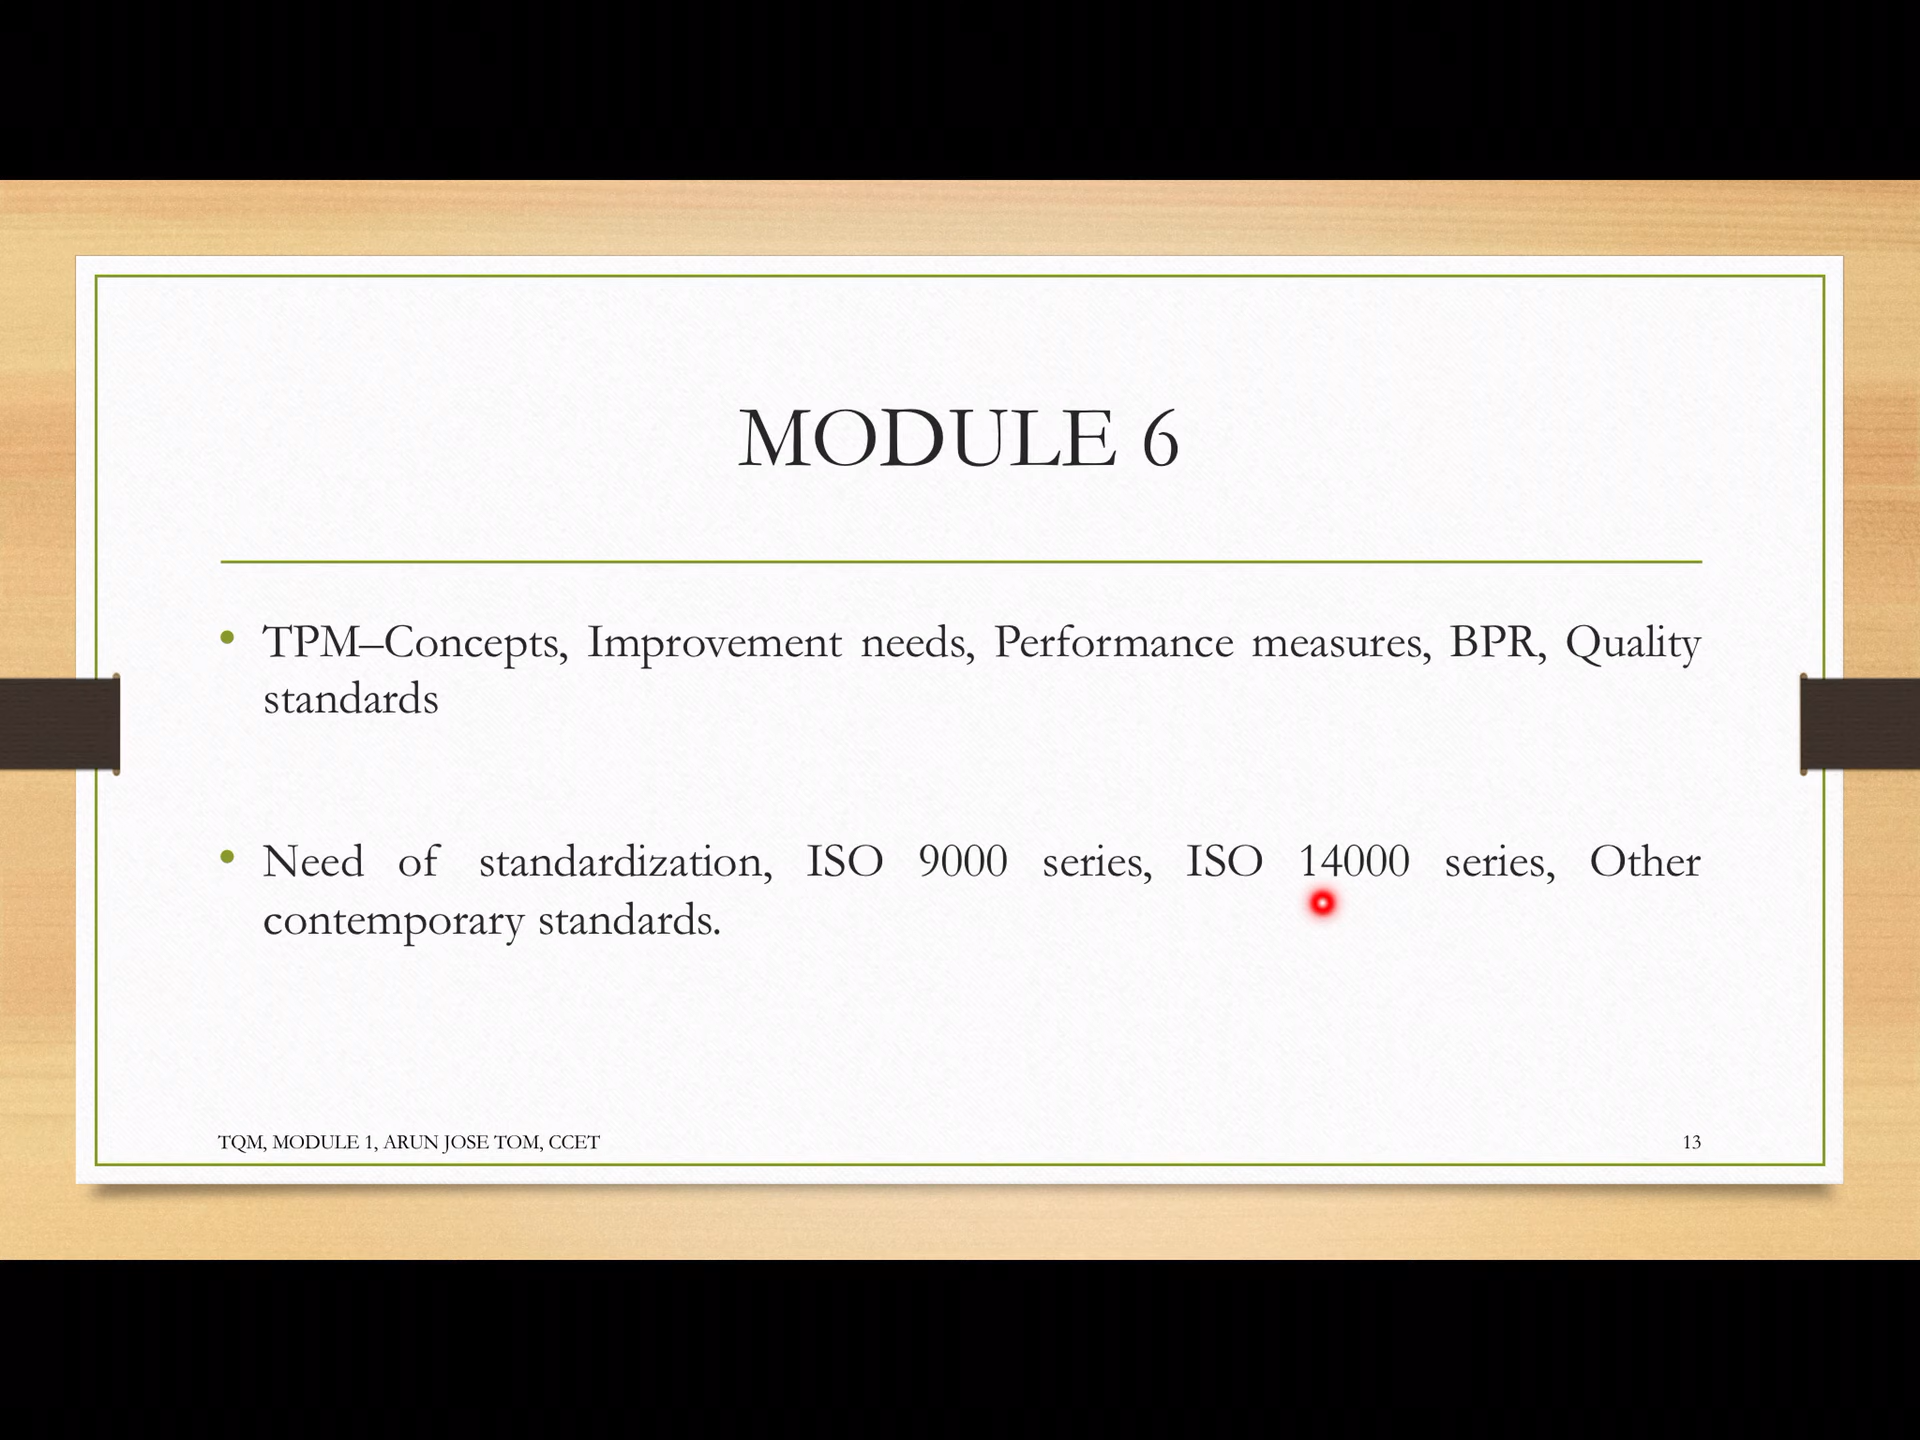 MODULE 6
• TPM–Concepts, Improvement needs, Performance measures, BPR, Quality
standards
• Need of standardization, ISO 9000 series, ISO 14000 series, Other
contemporary standards.
TQM, MODULE 1, ARUN JOSE TOM, CCET
13